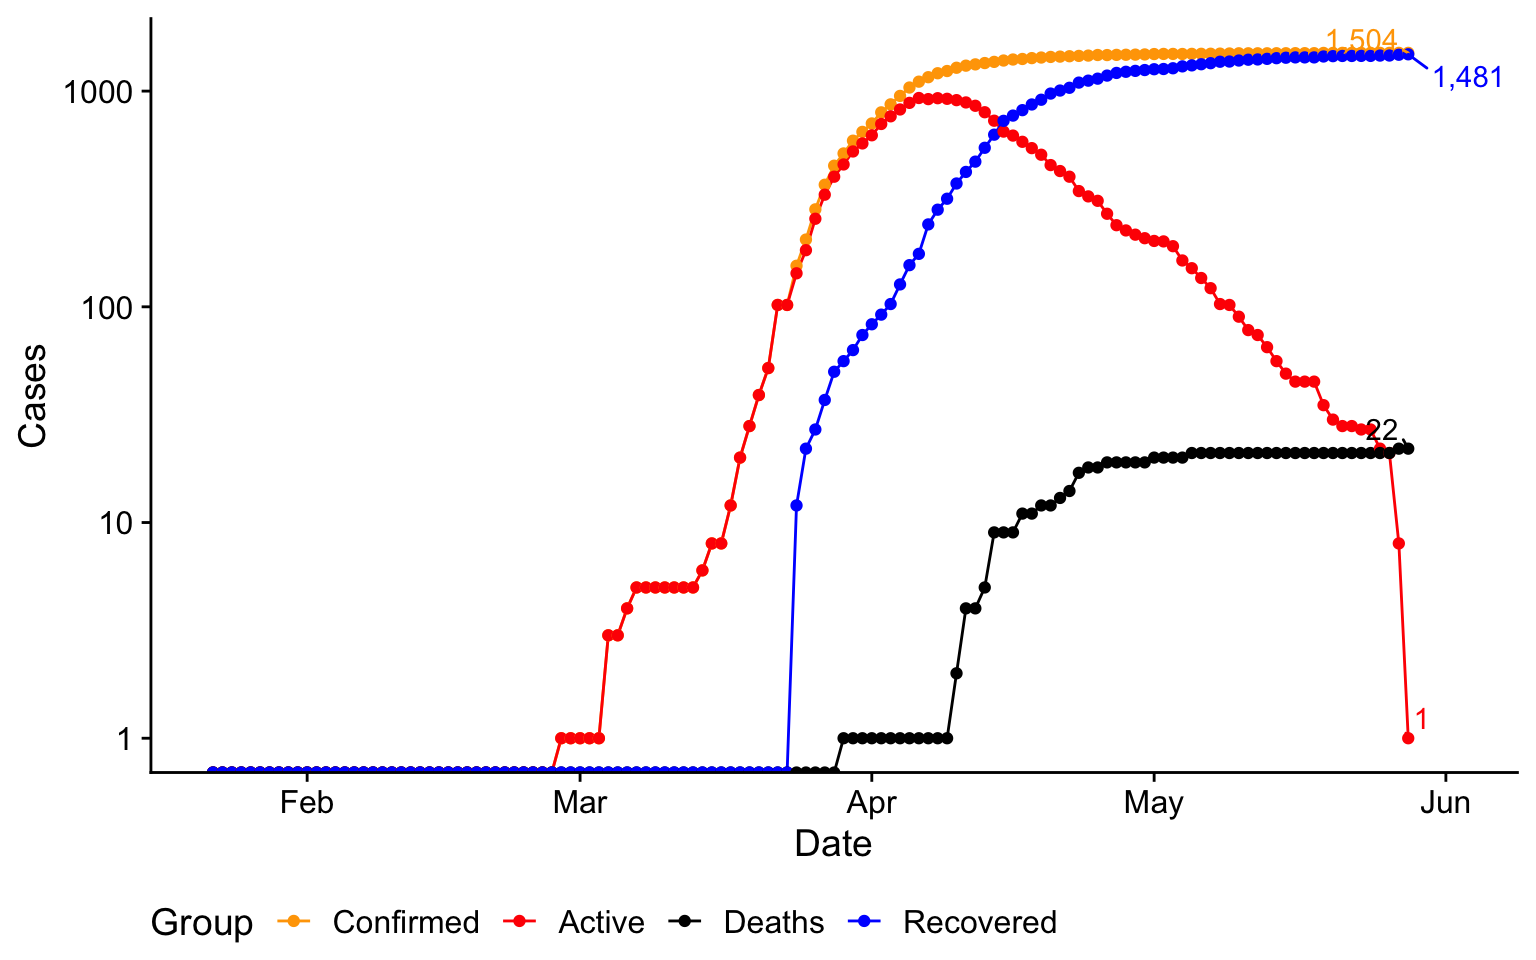 1,504
1,481
1000
100
10
1
22
1
Cases
Feb Mar Apr May Jun
Date
Group Confirmed Active Deaths Recovered